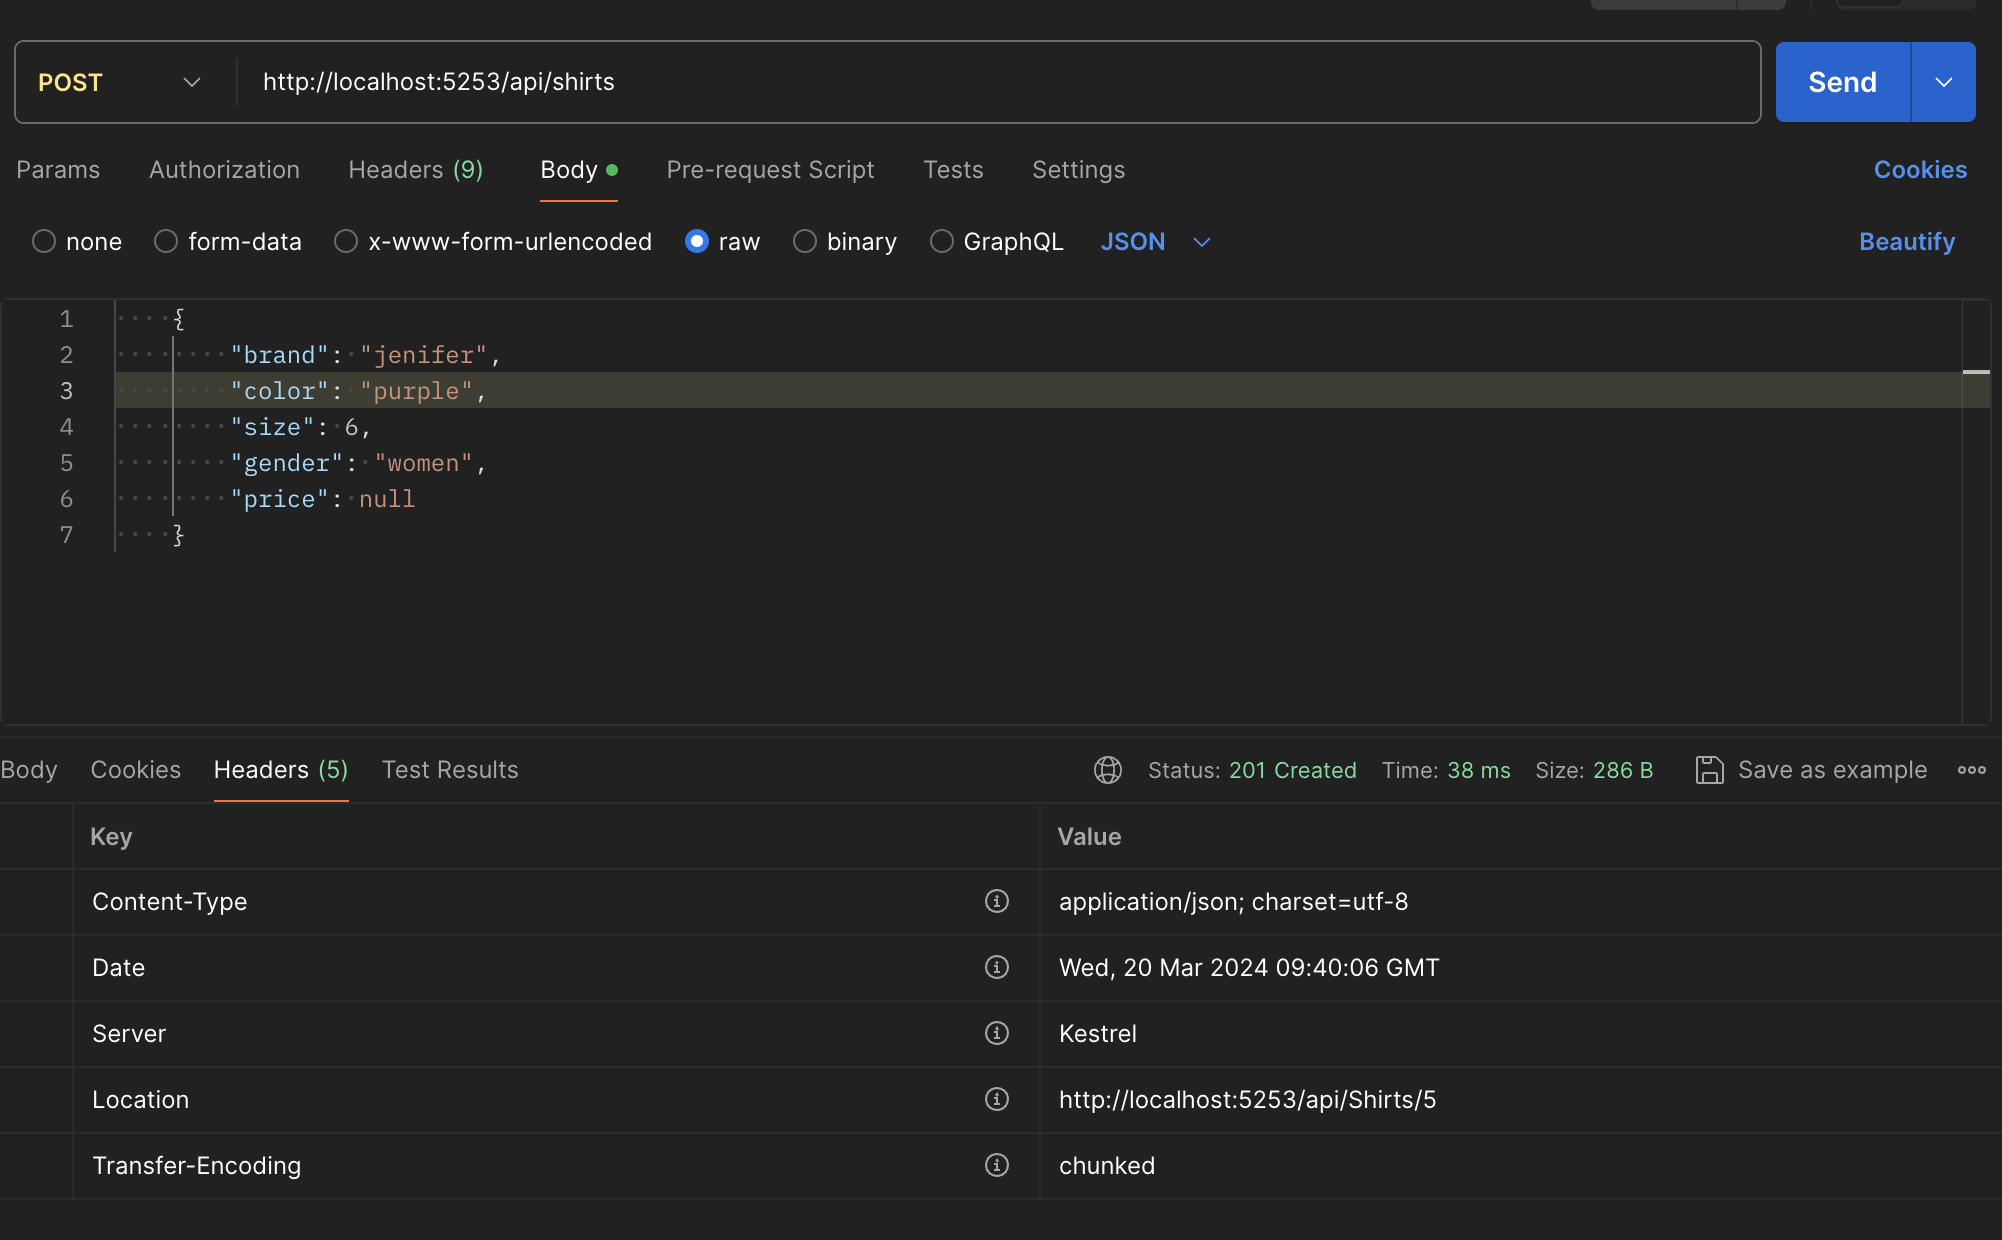 POST http://localhost:5253/api/shirts Send
Params Authorization Headers (9) Body Pre-request Script Tests Settings Cookies
none form-data x-www-form-urlencoded raw binary GraphQL JSON Beautify
1 {
2 "brand": "jenifer",
3 "color": "purple",
4 "size": 6,
5 "gender": "women",
6 "price": null
7 }
Body Cookies Headers (5) Test Results Status: 201 Created Time: 38 ms Size: 286 B Save as example
Key Value
Content-Type application/json; charset=utf-8
Date Wed, 20 Mar 2024 09:40:06 GMT
Server Kestrel
Location http://localhost:5253/api/Shirts/5
Transfer-Encoding chunked